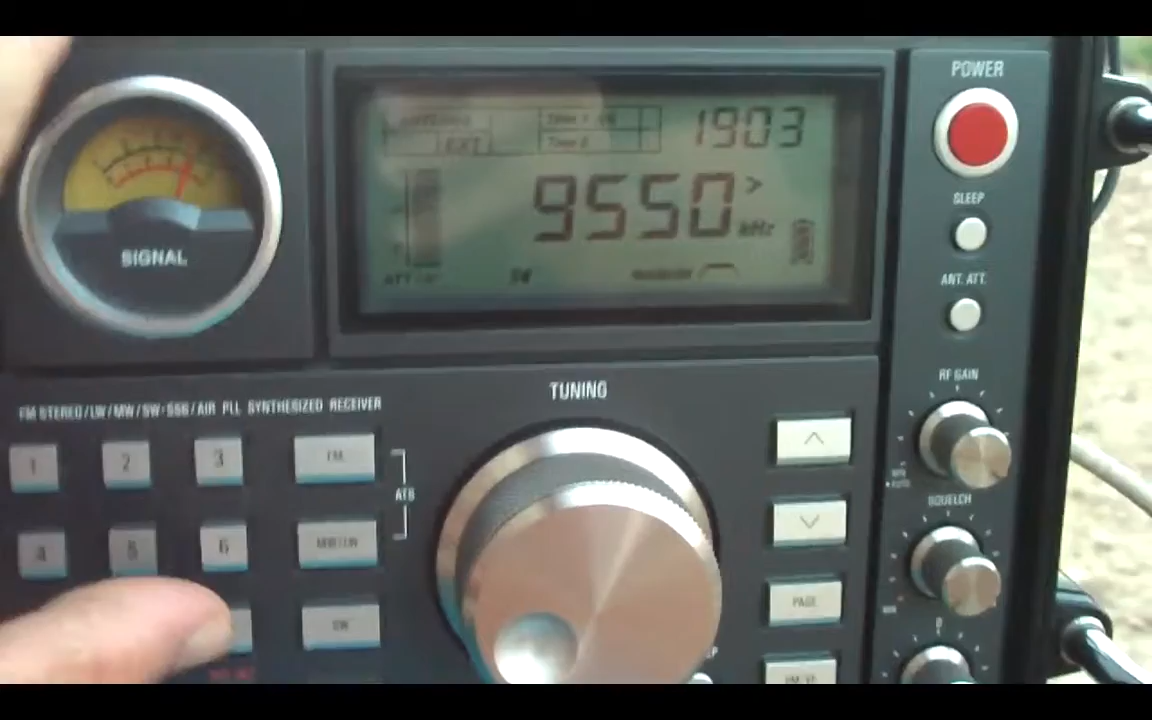 POWER
1903
9550 kHz
SW
SIGNAL
SLEEP
ANT. ATT.
RF GAIN
TUNING
FM STEREO/LW/MW/SW-SSB/AIR PLL SYNTHESIZED RECEIVER
1 2 3 FM
ATS
SQUELCH
4 5 6 MW/LW
PAGE
SW